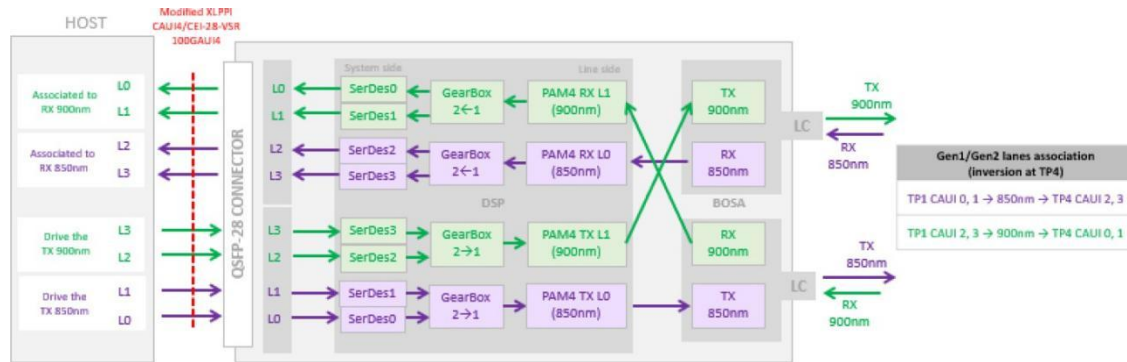 HOST
Modified XLPPI
CAUI4/CEI-28-VSR
100GAUI4
Associated to
RX 900nm
L0
L1
Associated to
RX 850nm
L2
L3
Drive the
TX 900nm
L3
L2
Drive the
TX 850nm
L1
L0
QSFP-28 CONNECTOR
L0
L1
L2
L3
L3
L2
L1
L0
System side
Line side
SerDes0
SerDes1
GearBox
2←1
PAM4 RX L1
(900nm)
SerDes2
SerDes3
GearBox
2←1
PAM4 RX L0
(850nm)
DSP
SerDes3
SerDes2
GearBox
2→1
PAM4 TX L1
(900nm)
SerDes1
SerDes0
GearBox
2→1
PAM4 TX L0
(850nm)
TX
900nm
RX
850nm
BOSA
RX
900nm
TX
850nm
LC
LC
TX
900nm
RX
850nm
TX
850nm
RX
900nm
Gen1/Gen2 lanes association
(inversion at TP4)
TP1 CAUI 0, 1 → 850nm → TP4 CAUI 2, 3
TP1 CAUI 2, 3 → 900nm → TP4 CAUI 0, 1